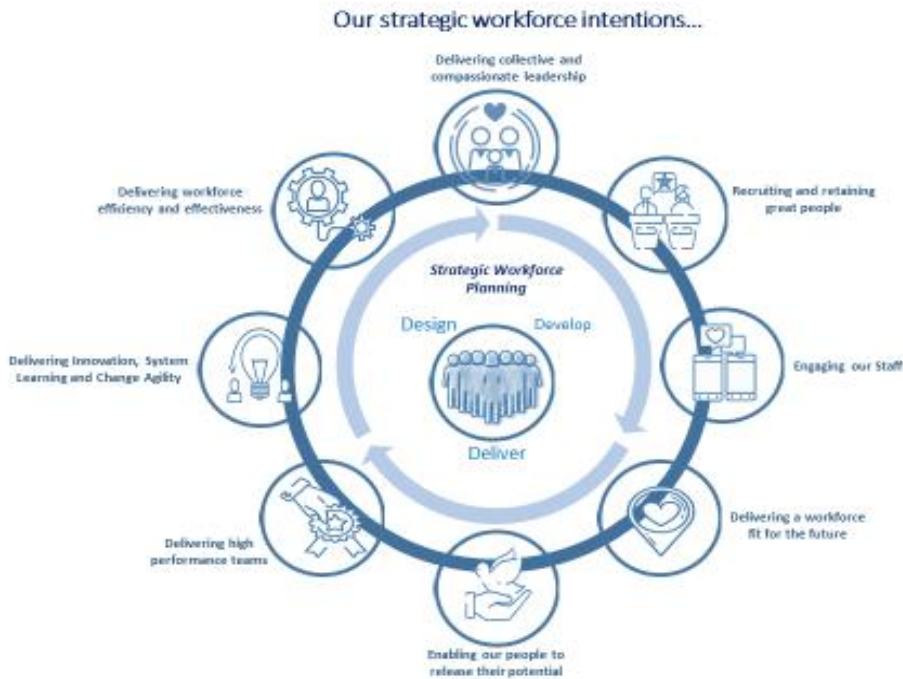 Our strategic workforce intentions...
Delivering collective and
compassionate leadership
Recruiting and retaining
great people
Engaging our Staff
Delivering a workforce
fit for the future
Enabling our people to
release their potential
Delivering high
performance teams
Delivering Innovation, System
Learning and Change Agility
Delivering workforce
efficiency and effectiveness
Strategic Workforce
Planning
Design
Develop
Deliver